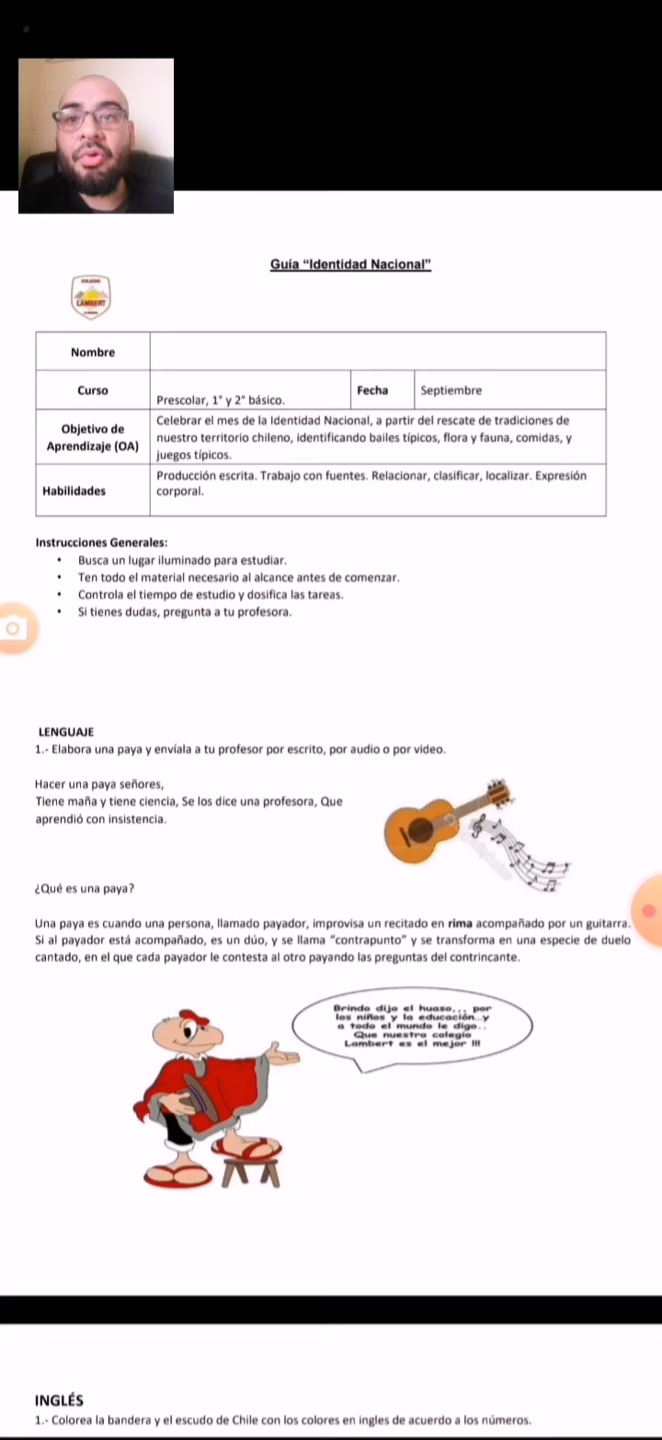 Guía “Identidad Nacional”
COLEGIO
LAMBERT
Nombre
Curso
Prescolar, 1° y 2° básico.
Fecha
Septiembre
Objetivo de
Aprendizaje (OA)
Celebrar el mes de la Identidad Nacional, a partir del rescate de tradiciones de
nuestro territorio chileno, identificando bailes típicos, flora y fauna, comidas, y
juegos típicos.
Habilidades
Producción escrita. Trabajo con fuentes. Relacionar, clasificar, localizar. Expresión
corporal.
Instrucciones Generales:
• Busca un lugar iluminado para estudiar.
• Ten todo el material necesario al alcance antes de comenzar.
• Controla el tiempo de estudio y dosifica las tareas.
• Si tienes dudas, pregunta a tu profesora.
LENGUAJE
1.- Elabora una paya y envíala a tu profesor por escrito, por audio o por video.
Hacer una paya señores,
Tiene maña y tiene ciencia, Se los dice una profesora, Que
aprendió con insistencia.
¿Qué es una paya?
Una paya es cuando una persona, llamado payador, improvisa un recitado en rima acompañado por un guitarra.
Si al payador está acompañado, es un dúo, y se llama “contrapunto” y se transforma en una especie de duelo
cantado, en el que cada payador le contesta al otro payando las preguntas del contrincante.
Brindo dijo el huaso... por
los niños y la educación..y
a todo el mundo le digo..
Que nuestro colegio
Lambert es el mejor !!!
INGLÉS
1.- Colorea la bandera y el escudo de Chile con los colores en ingles de acuerdo a los números.